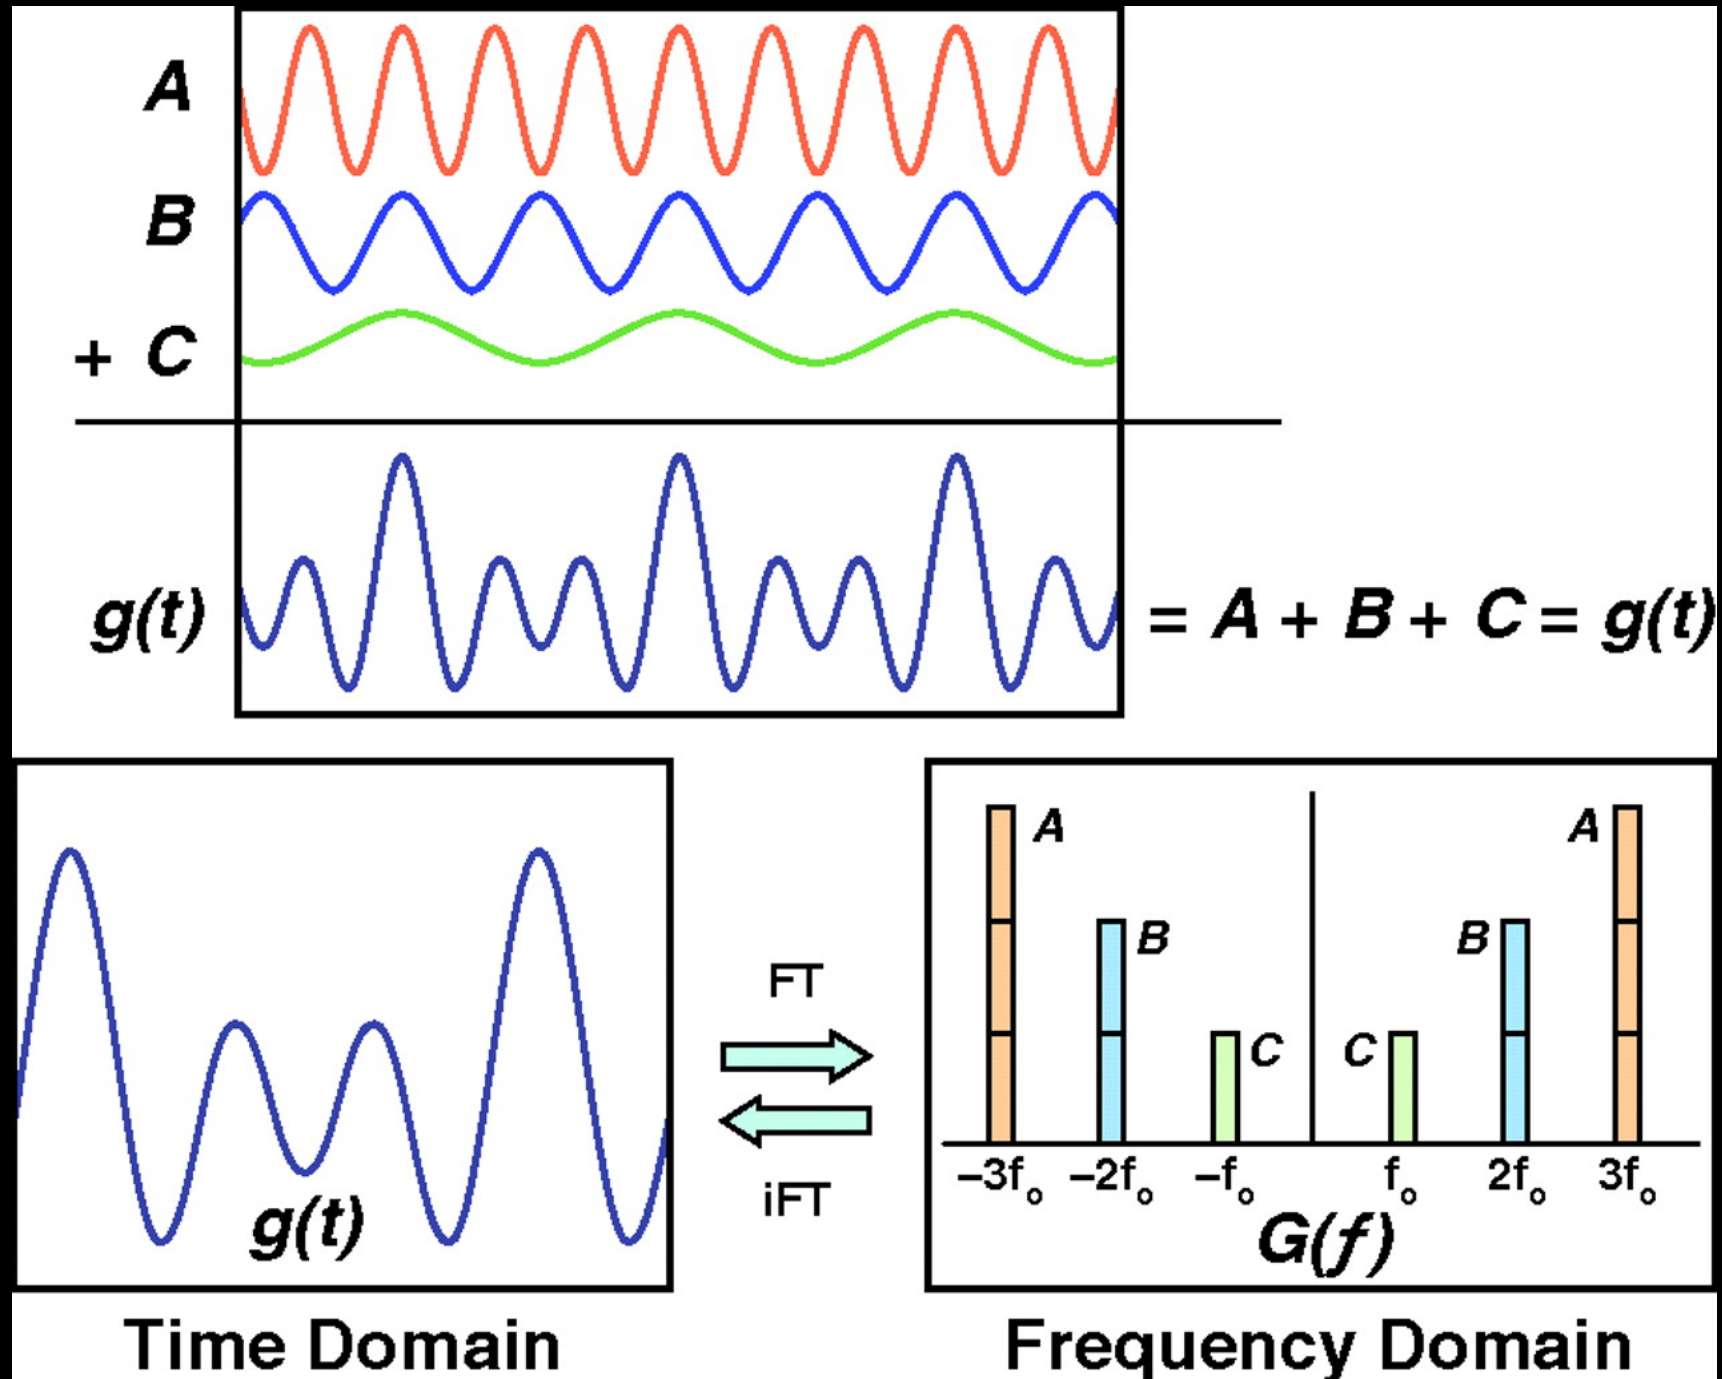 A
B
+ C
g(t) = A + B + C = g(t)
A A
B B
FT
C C
iFT
–3fo –2fo –fo fo 2fo 3fo
g(t) G(f)
Time Domain Frequency Domain